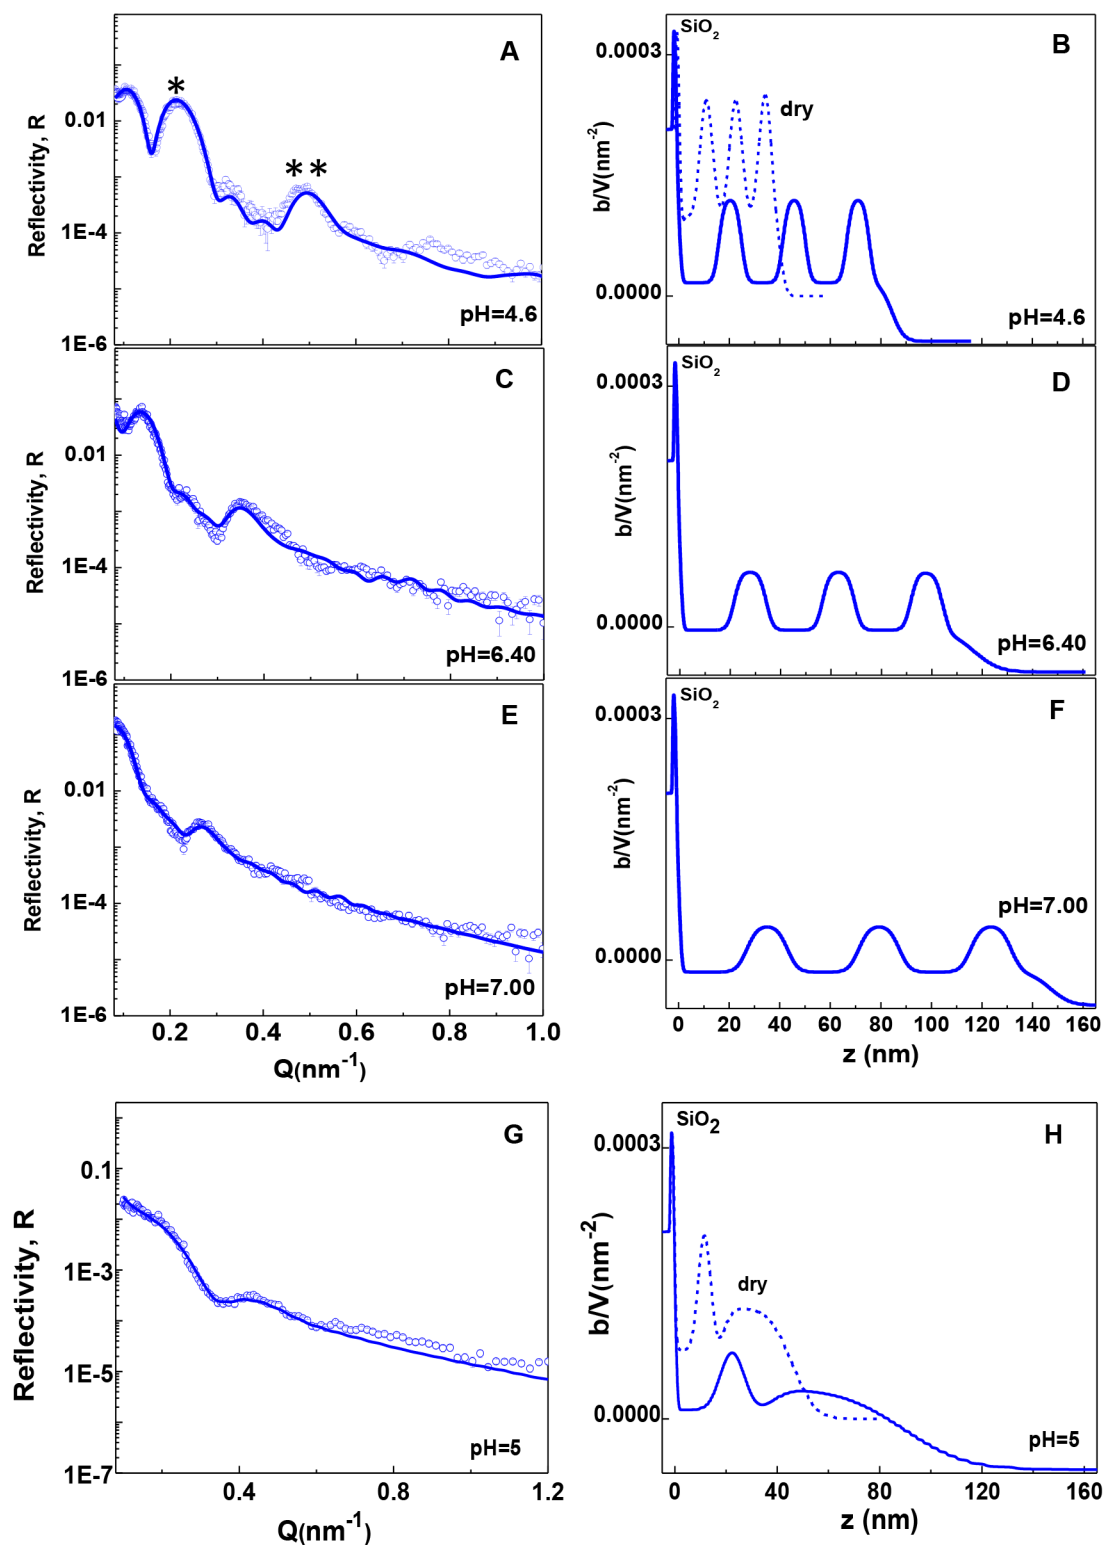 A
*
**
0.01
1E-4
1E-6
Reflectivity, R
pH=4.6
B
SiO2
dry
0.0003
0.0000
b/V(nm-2)
pH=4.6
C
0.01
1E-4
1E-6
Reflectivity, R
pH=6.40
D
SiO2
0.0003
0.0000
b/V(nm-2)
pH=6.40
E
0.01
1E-4
1E-6
Reflectivity, R
pH=7.00
0.2 0.4 0.6 0.8 1.0
Q(nm-1)
F
SiO2
0.0003
0.0000
b/V(nm-2)
pH=7.00
0 20 40 60 80 100 120 140 160
z (nm)
G
0.1
1E-3
1E-5
1E-7
Reflectivity, R
pH=5
0.4 0.8 1.2
Q(nm-1)
H
SiO2
dry
0.0003
0.0000
b/V(nm-2)
pH=5
0 40 80 120 160
z (nm)